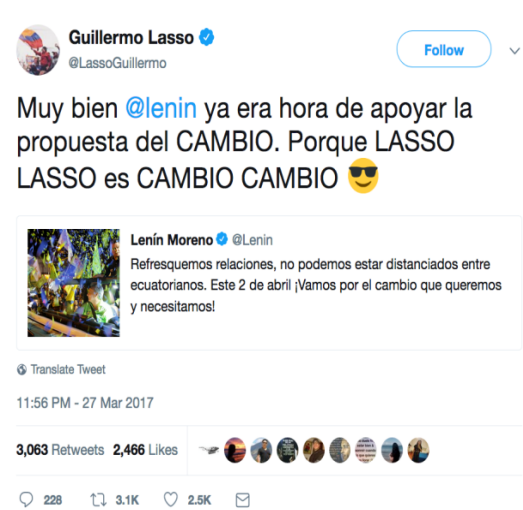 Guillermo Lasso
@LassoGuillermo
Follow
Muy bien @lenin ya era hora de apoyar la
propuesta del CAMBIO. Porque LASSO
LASSO es CAMBIO CAMBIO 😎
Lenín Moreno @Lenin
Refresquemos relaciones, no podemos estar distanciados entre
ecuatorianos. Este 2 de abril ¡Vamos por el cambio que queremos
y necesitamos!
Translate Tweet
11:56 PM - 27 Mar 2017
3,063 Retweets 2,466 Likes
228 3.1K 2.5K